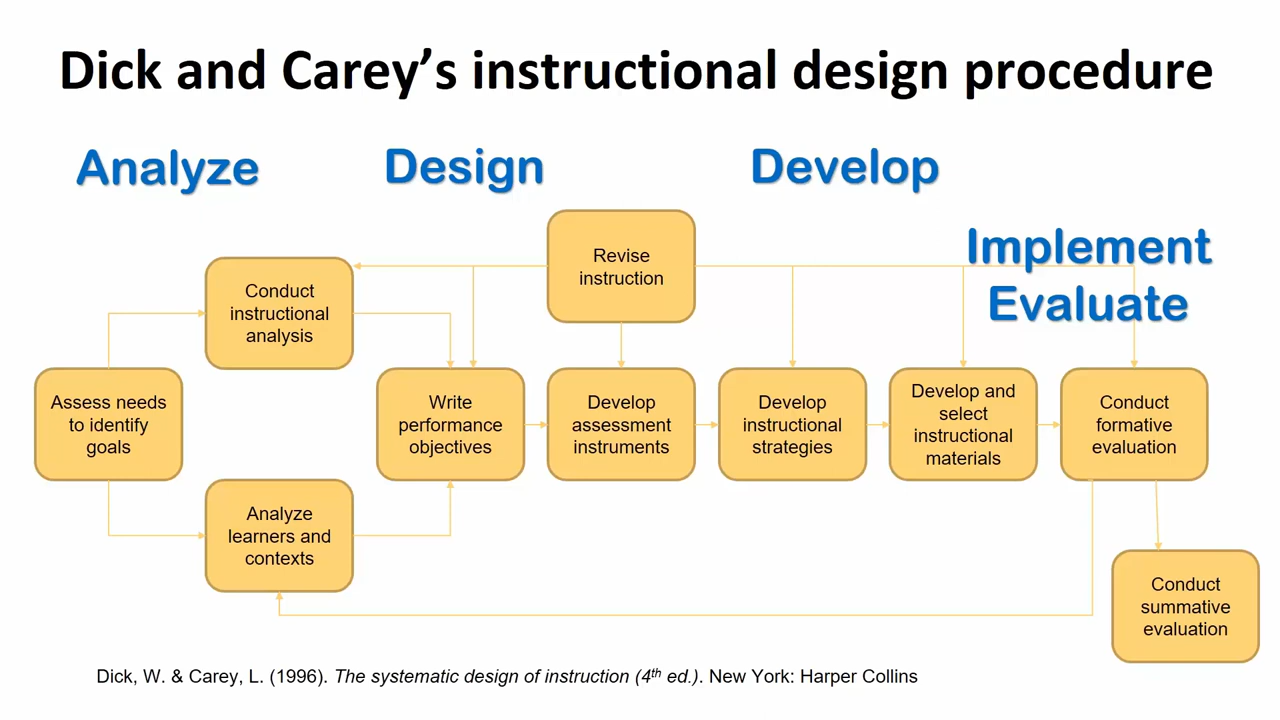 Dick and Carey’s instructional design procedure
Analyze
Design
Develop
Implement
Evaluate
Revise
instruction
Conduct
instructional
analysis
Assess needs
to identify
goals
Analyze
learners and
contexts
Write
performance
objectives
Develop
assessment
instruments
Develop
instructional
strategies
Develop and
select
instructional
materials
Conduct
formative
evaluation
Conduct
summative
evaluation
Dick, W. & Carey, L. (1996). The systematic design of instruction (4th ed.). New York: Harper Collins